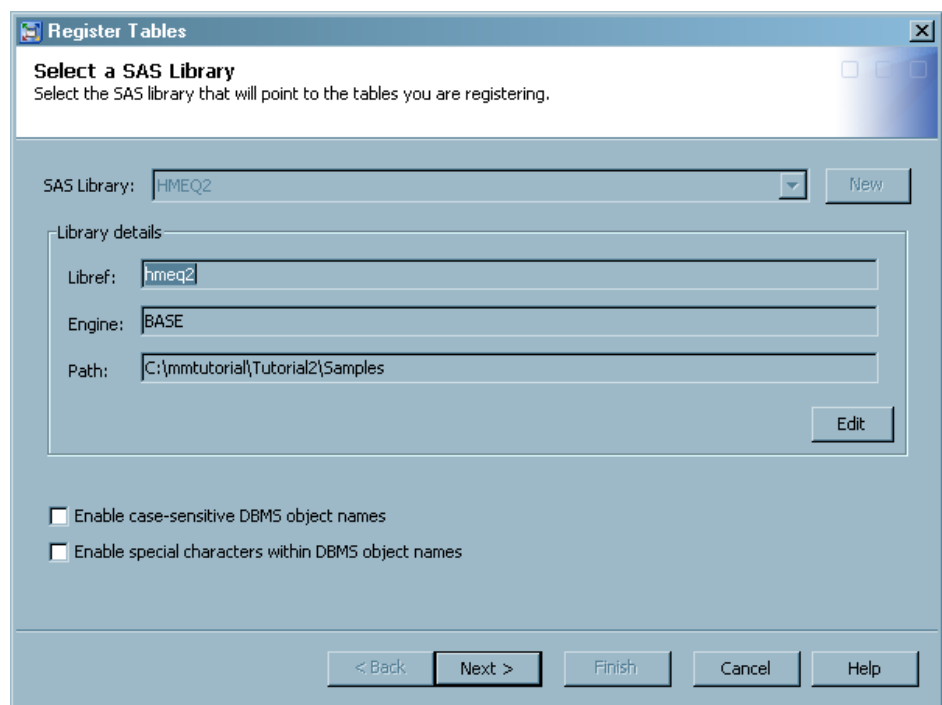 Register Tables
Select a SAS Library
Select the SAS library that will point to the tables you are registering.
SAS Library: HMEQ2 New
Library details
Libref: hmeq2
Engine: BASE
Path: C:\mmtutorial\Tutorial2\Samples
Edit
Enable case-sensitive DBMS object names
Enable special characters within DBMS object names
< Back Next > Finish Cancel Help